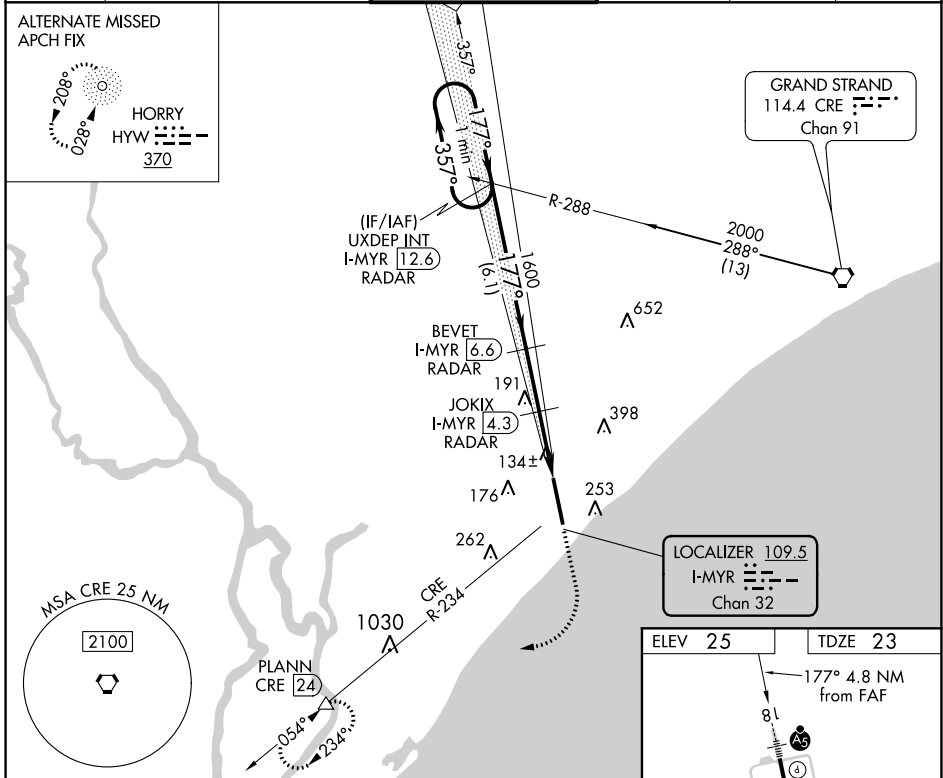 ALTERNATE MISSED
APCH FIX
208°
028°
HORRY
HYW
370
357°
177°
1 min
357°
GRAND STRAND
114.4 CRE
Chan 91
(IF/IAF)
UXDEP INT
I-MYR 12.6
RADAR
R-288
2000
288°
(13)
1600
177°
(6.1)
652
BEVET
I-MYR 6.6
RADAR
191
JOKIX
I-MYR 4.3
RADAR
398
134±
176
253
262
LOCALIZER 109.5
I-MYR
Chan 32
CRE
R-234
MSA CRE 25 NM
2100
1030
PLANN
CRE 24
054°
234°
ELEV 25
TDZE 23
177° 4.8 NM
from FAF
18
A5
P